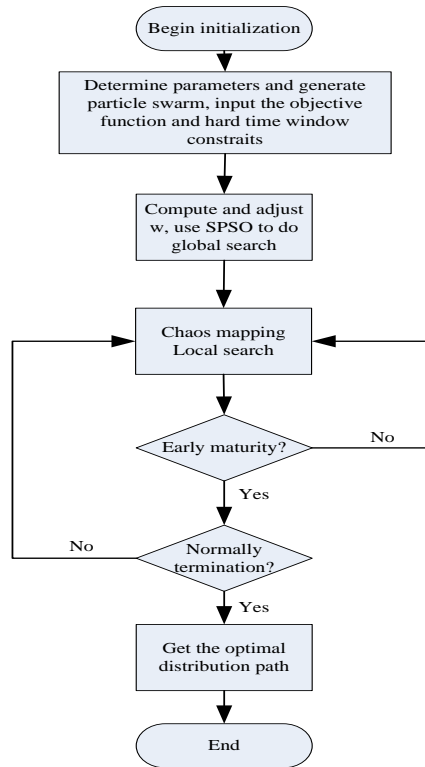 Begin initialization
Determine parameters and generate
particle swarm, input the objective
function and hard time window
constraits
Compute and adjust
w, use SPSO to do
global search
Chaos mapping
Local search
Early maturity?
No
Yes
No
Normally
termination?
Yes
Get the optimal
distribution path
End